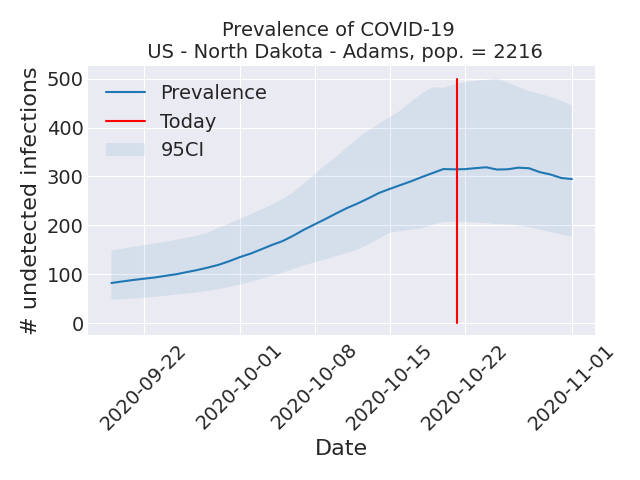 Prevalence of COVID-19
US - North Dakota - Adams, pop. = 2216
# undetected infections
500
400
300
200
100
0
Prevalence
Today
95CI
2020-09-22
2020-10-01
2020-10-08
2020-10-15
2020-10-22
2020-11-01
Date